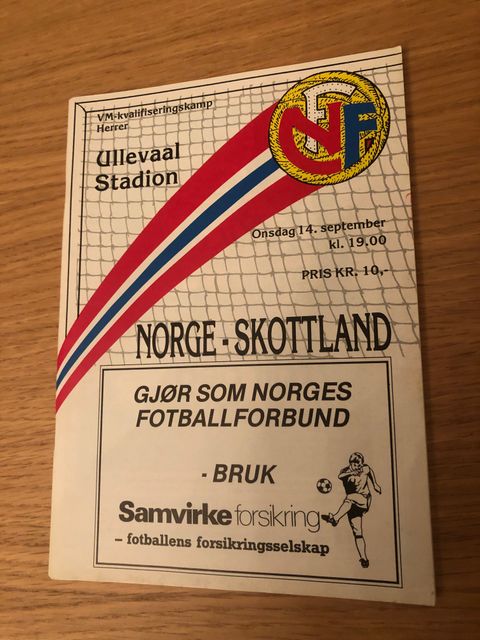 VM-kvalifiseringskamp
Herrer
Ullevaal
Stadion
NFF
Onsdag 14. september
kl. 19.00
PRIS KR. 10,-
NORGE - SKOTTLAND
GJØR SOM NORGES
FOTBALLFORBUND
- BRUK
Samvirke forsikring
– fotballens forsikringsselskap